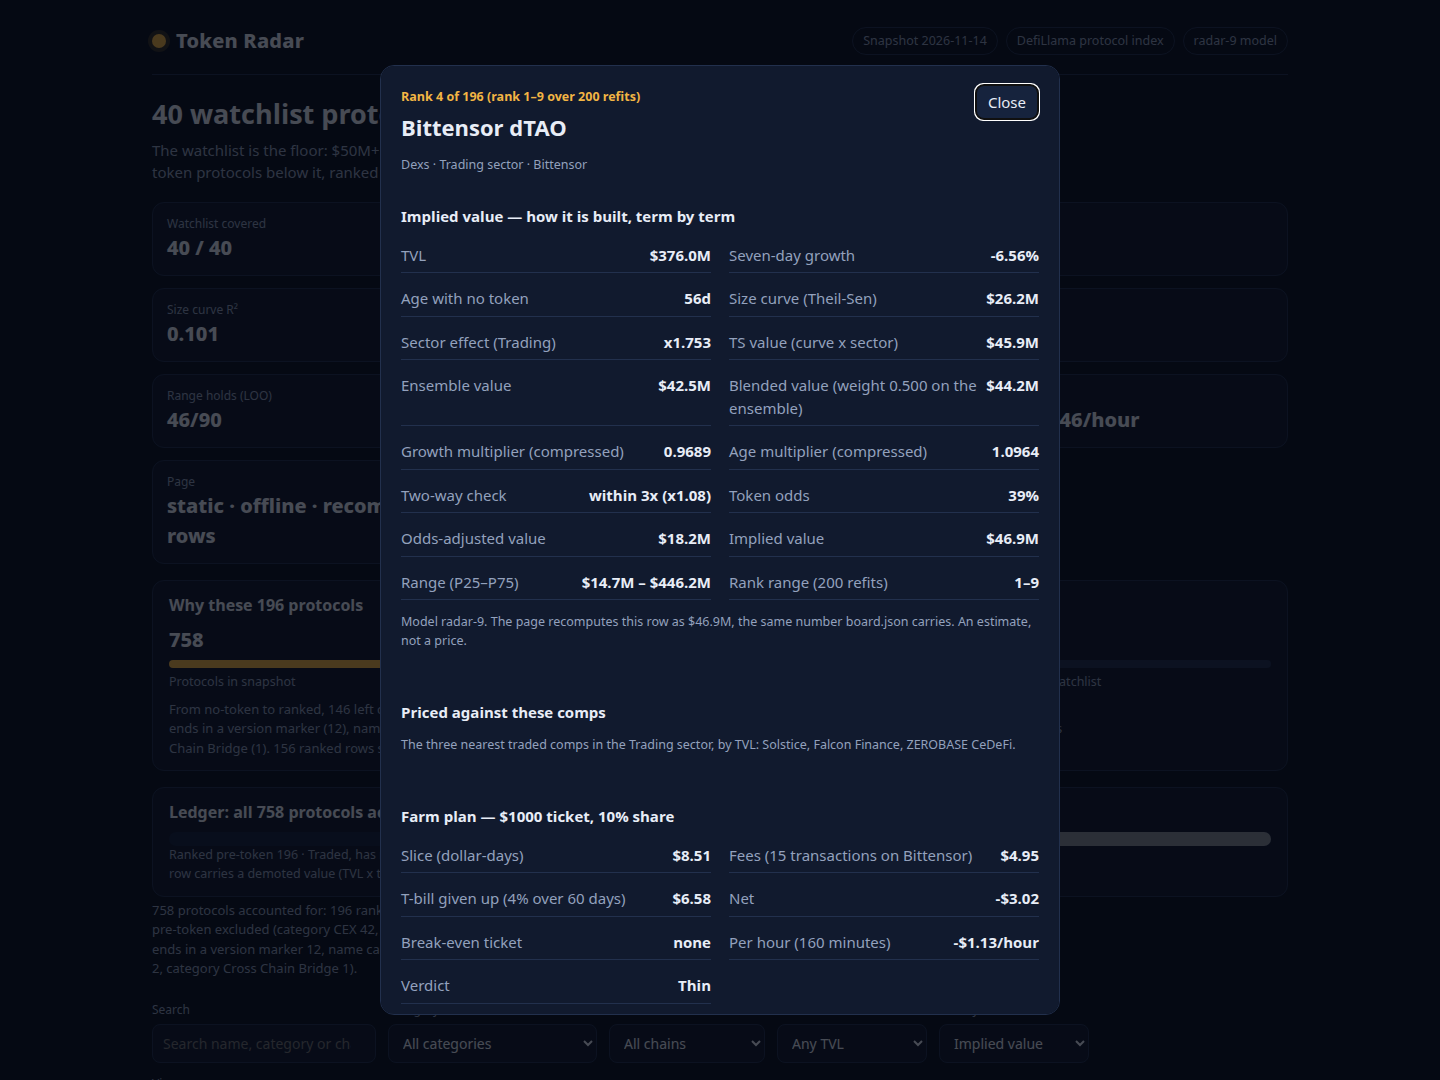 Token Radar
Snapshot 2026-11-14
DefiLlama protocol index
radar-9 model
40 watchlist prot
The watchlist is the floor: $50M+
token protocols below it, ranked
Watchlist covered
40 / 40
Size curve R²
0.101
Range holds (LOO)
46/90
46/hour
Page
static · offline · recom
rows
Why these 196 protocols
758
Protocols in snapshot
atchlist
From no-token to ranked, 146 left
ends in a version marker (12), nam
Chain Bridge (1). 156 ranked rows
Ledger: all 758 protocols a
Ranked pre-token 196 · Traded, has
row carries a demoted value (TVL x t
758 protocols accounted for: 196 rank
pre-token excluded (category CEX 42,
ends in a version marker 12, name ca
2, category Cross Chain Bridge 1).
Search
Search name, category or ch
All categories
All chains
Any TVL
Implied value
Rank 4 of 196 (rank 1–9 over 200 refits)
Close
Bittensor dTAO
Dexs · Trading sector · Bittensor
Implied value — how it is built, term by term
TVL $376.0M
Seven-day growth -6.56%
Age with no token 56d
Size curve (Theil-Sen) $26.2M
Sector effect (Trading) x1.753
TS value (curve x sector) $45.9M
Ensemble value $42.5M
Blended value (weight 0.500 on the $44.2M
ensemble)
Growth multiplier (compressed) 0.9689
Age multiplier (compressed) 1.0964
Two-way check within 3x (x1.08)
Token odds 39%
Odds-adjusted value $18.2M
Implied value $46.9M
Range (P25–P75) $14.7M – $446.2M
Rank range (200 refits) 1–9
Model radar-9. The page recomputes this row as $46.9M, the same number board.json carries. An estimate,
not a price.
Priced against these comps
The three nearest traded comps in the Trading sector, by TVL: Solstice, Falcon Finance, ZEROBASE CeDeFi.
Farm plan — $1000 ticket, 10% share
Slice (dollar-days) $8.51
Fees (15 transactions on Bittensor) $4.95
T-bill given up (4% over 60 days) $6.58
Net -$3.02
Break-even ticket none
Per hour (160 minutes) -$1.13/hour
Verdict Thin